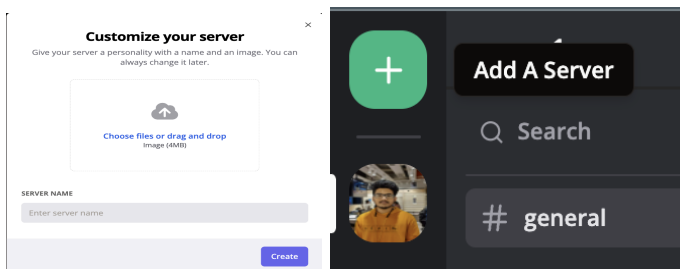 Customize your server
Give your server a personality with a name and an image. You can
always change it later.
Choose files or drag and drop
Image (4MB)
SERVER NAME
Enter server name
Create
Add A Server
Search
# general